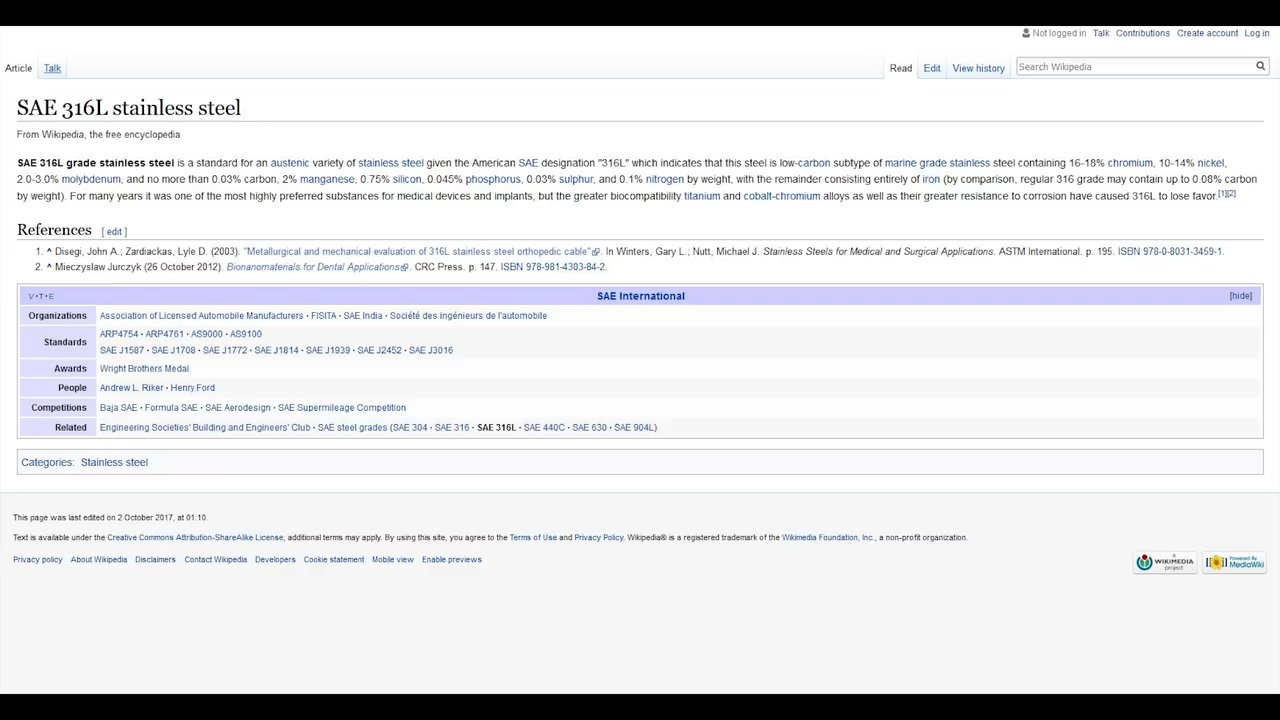 Not logged in Talk Contributions Create account Log in
Article Talk Read Edit View history Search Wikipedia
SAE 316L stainless steel
From Wikipedia, the free encyclopedia
SAE 316L grade stainless steel is a standard for an austenic variety of stainless steel given the American SAE designation "316L" which indicates that this steel is low-carbon subtype of marine grade stainless steel containing 16-18% chromium, 10-14% nickel,
2.0-3.0% molybdenum, and no more than 0.03% carbon, 2% manganese, 0.75% silicon, 0.045% phosphorus, 0.03% sulphur, and 0.1% nitrogen by weight, with the remainder consisting entirely of iron (by comparison, regular 316 grade may contain up to 0.08% carbon
by weight). For many years it was one of the most highly preferred substances for medical devices and implants, but the greater biocompatibility titanium and cobalt-chromium alloys as well as their greater resistance to corrosion have caused 316L to lose favor.[1][2]
References [ edit ]
1. ^ Disegi, John A.; Zardiackas, Lyle D. (2003). "Metallurgical and mechanical evaluation of 316L stainless steel orthopedic cable". In Winters, Gary L.; Nutt, Michael J. Stainless Steels for Medical and Surgical Applications. ASTM International. p. 195. ISBN 978-0-8031-3459-1.
2. ^ Mieczyslaw Jurczyk (26 October 2012). Bionanomaterials for Dental Applications. CRC Press. p. 147. ISBN 978-981-4303-84-2.
V·T·E SAE International [hide]
Organizations Association of Licensed Automobile Manufacturers · FISITA · SAE India · Société des ingénieurs de l'automobile
Standards ARP4754 · ARP4761 · AS9000 · AS9100
SAE J1587 · SAE J1708 · SAE J1772 · SAE J1814 · SAE J1939 · SAE J2452 · SAE J3016
Awards Wright Brothers Medal
People Andrew L. Riker · Henry Ford
Competitions Baja SAE · Formula SAE · SAE Aerodesign · SAE Supermileage Competition
Related Engineering Societies' Building and Engineers' Club · SAE steel grades (SAE 304 · SAE 316 · SAE 316L · SAE 440C · SAE 630 · SAE 904L)
Categories: Stainless steel
This page was last edited on 2 October 2017, at 01:10.
Text is available under the Creative Commons Attribution-ShareAlike License; additional terms may apply. By using this site, you agree to the Terms of Use and Privacy Policy. Wikipedia® is a registered trademark of the Wikimedia Foundation, Inc., a non-profit organization.
Privacy policy About Wikipedia Disclaimers Contact Wikipedia Developers Cookie statement Mobile view Enable previews
A WIKIMEDIA project Powered By MediaWiki